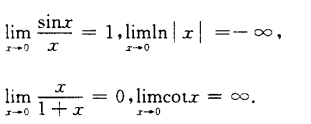 lim_{x→0} sinx/x = 1, lim_{x→0} ln|x| = -∞,
lim_{x→0} x/(1+x) = 0, lim_{x→0} cotx = ∞.